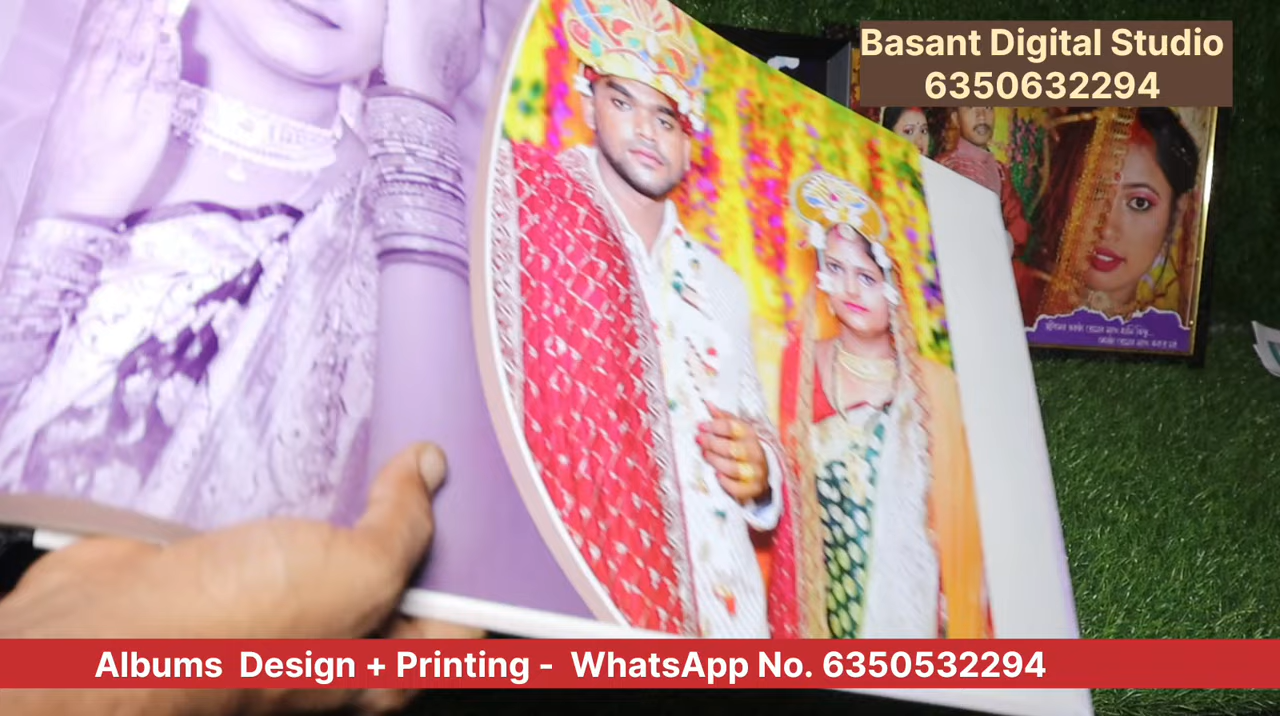 Basant Digital Studio
6350632294
Albums Design + Printing - WhatsApp No. 6350532294